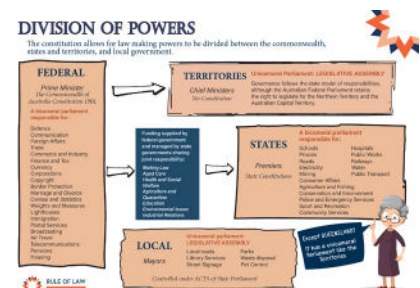 DIVISION OF POWERS
The constitution allows for law making powers to be divided between the commonwealth,
states and territories, and local government.
FEDERAL
Prime Minister
The Commonwealth of
Australia Constitution 1901
A bicameral parliament
responsible for:
Defence
Communication
Foreign Affairs
Trade
Commerce and Industry
Finance and Tax
Currency
Corporations
Copyright
Border Protection
Marriage and Divorce
Census and Statistics
Weights and Measures
Lighthouses
Immigration
Postal Services
Broadcasting
Air Travel
Telecommunications
Pensions
TERRITORIES
Chief Ministers
No Constitution
Unicameral Parliament: LEGISLATIVE ASSEMBLY
Governance follows the state model of responsibilities,
although the Australian Federal Parliament retains
the right to legislate for the Northern Territory and the
Australian Capital Territory.
Funding supplied by
federal government
and managed by state
governments sharing
joint responsibility:
Making Law
Aged Care
Health and Social
Welfare
Agriculture and
Quarantine
Education
Environmental Issues
Industrial Relations
STATES
Premiers
State Constitutions
A bicameral parliament
responsible for:
Schools
Prisons
Roads
Electricity
Mining
Consumer Affairs
Agriculture and Fishing
Conservation and Environment
Police and Emergency Services
Sport and Recreation
Community Services
Hospitals
Public Works
Railways
Water
Public Transport
LOCAL
Mayors
Unicameral parliament:
LEGISLATIVE ASSEMBLY
Local roads
Library Services
Street Signage
Parks
Waste disposal
Pet Control
Controlled under ACTS of State Parliament
Except QUEENSLAND!
It has a unicameral
Parliament like the
Territories
RULE OF LAW